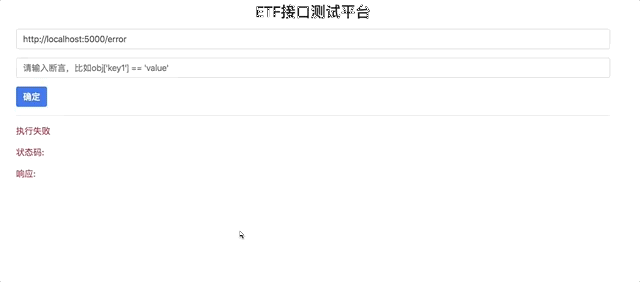 ETF接口测试平台
http://localhost:5000/error
请输入断言，比如obj['key1'] == 'value'
确定
执行失败
状态码:
响应: